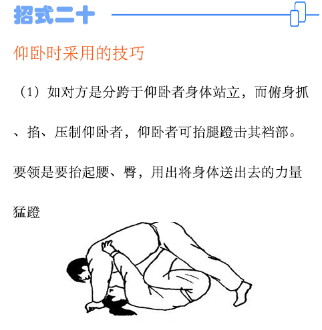 招式二十
仰卧时采用的技巧
（1）如对方是分跨于仰卧者身体站立，而俯身抓
、掐、压制仰卧者，仰卧者可抬腿蹬击其裆部。
要领是要抬起腰、臀，用出将身体送出去的力量
猛蹬